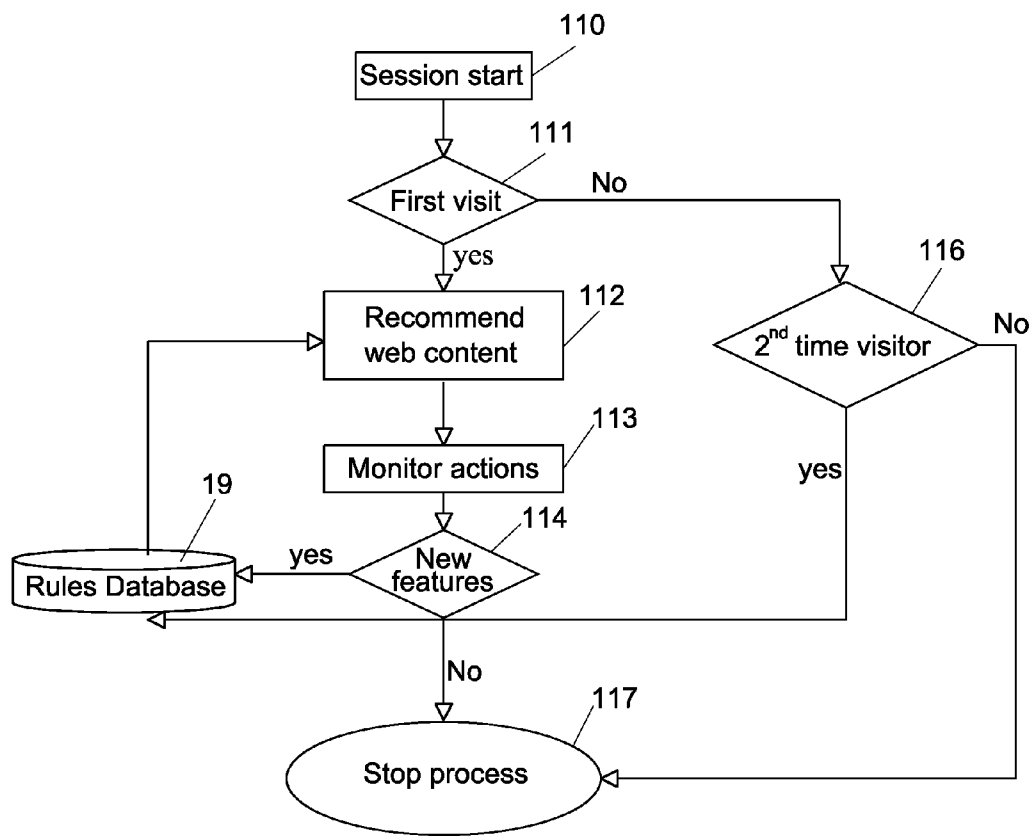 110
Session start
111
First visit
No
yes
116
112
Recommend
web content
2nd time visitor
No
113
Monitor actions
yes
19
114
yes
New
features
Rules Database
No
117
Stop process